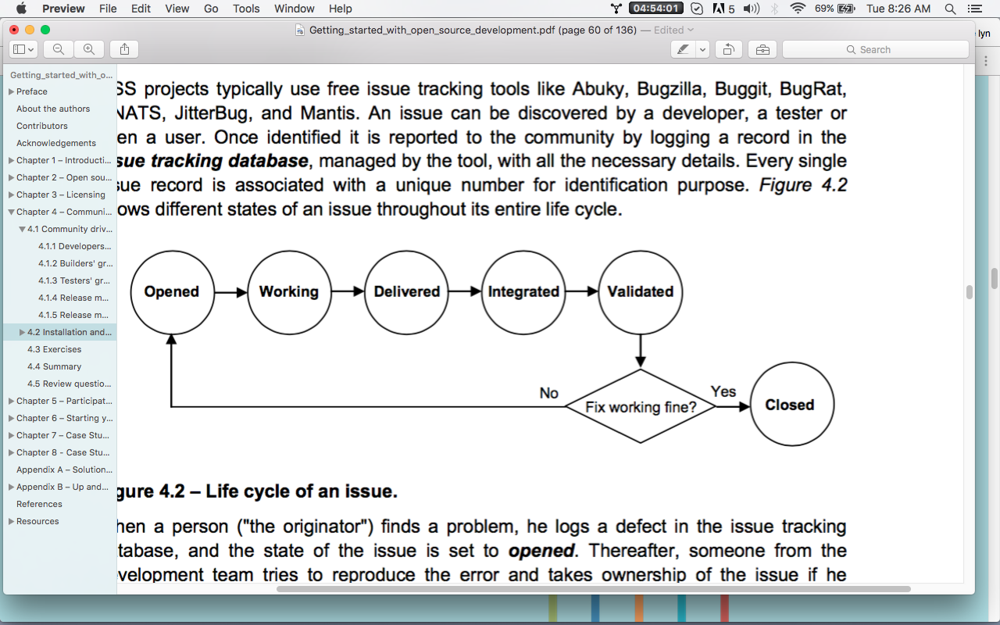 Preview File Edit View Go Tools Window Help 04:54:01 5 69% Tue 8:26 AM
Getting_started_with_open_source_development.pdf (page 60 of 136) — Edited
lyn
Search
Getting_started_with_o...
Preface
About the authors
Contributors
Acknowledgements
Chapter 1 – Introducti...
Chapter 2 – Open sou...
Chapter 3 – Licensing
Chapter 4 – Communi...
4.1 Community driv...
4.1.1 Developers...
4.1.2 Builders' gr...
4.1.3 Testers' gr...
4.1.4 Release m...
4.1.5 Release m...
4.2 Installation and...
4.3 Exercises
4.4 Summary
4.5 Review questio...
Chapter 5 – Participat...
Chapter 6 – Starting y...
Chapter 7 – Case Stu...
Chapter 8 - Case Stu...
Appendix A – Solution...
Appendix B – Up and...
References
Resources
SS projects typically use free issue tracking tools like Abuky, Bugzilla, Buggit, BugRat,
NATS, JitterBug, and Mantis. An issue can be discovered by a developer, a tester or
en a user. Once identified it is reported to the community by logging a record in the
sue tracking database, managed by the tool, with all the necessary details. Every single
sue record is associated with a unique number for identification purpose. Figure 4.2
ows different states of an issue throughout its entire life cycle.
Opened Working Delivered Integrated Validated
No Fix working fine? Yes Closed
gure 4.2 – Life cycle of an issue.
hen a person ("the originator") finds a problem, he logs a defect in the issue tracking
tabase, and the state of the issue is set to opened. Thereafter, someone from the
velopment team tries to reproduce the error and takes ownership of the issue if he